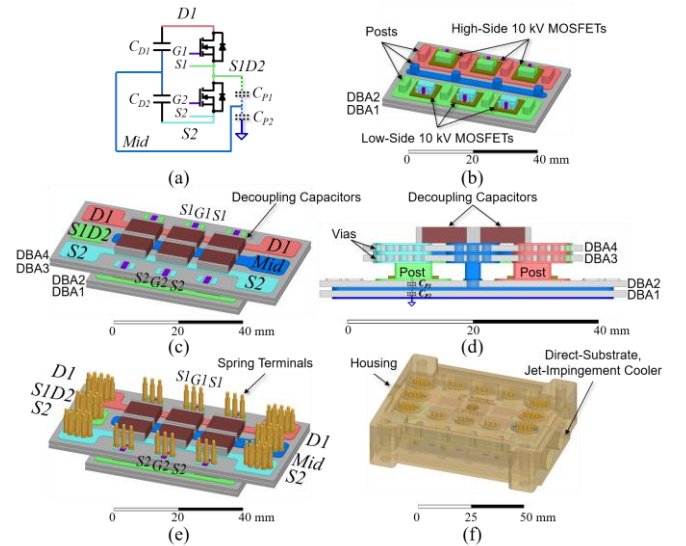 D1
C_D1
G1
S1
S1D2
C_D2
G2
S2
C_P1
C_P2
Mid
S2
(a)
High-Side 10 kV MOSFETs
Posts
DBA2
DBA1
Low-Side 10 kV MOSFETs
0 20 40 mm
(b)
Decoupling Capacitors
D1
S1G1S1
S1D2
D1
S2
Mid
DBA4
DBA3
S2G2S2
S2
DBA2
DBA1
0 20 40 mm
(c)
Decoupling Capacitors
Vias
DBA4
DBA3
Post
Post
C_P1
DBA2
C_P2
DBA1
0 20 40 mm
(d)
Spring Terminals
D1
S1G1S1
S1D2
S2
D1
Mid
S2G2S2
S2
0 20 40 mm
(e)
Housing
Direct-Substrate,
Jet-Impingement Cooler
0 25 50 mm
(f)